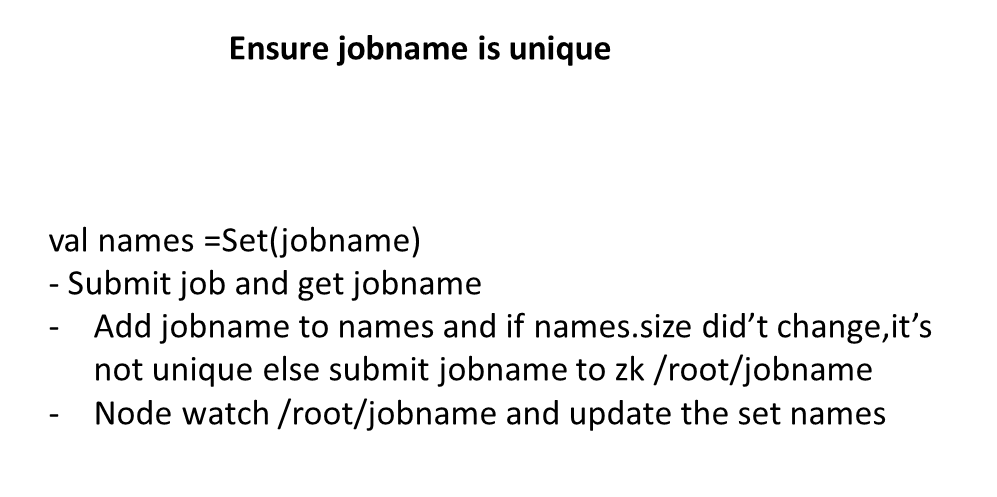 Ensure jobname is unique
val names =Set(jobname)
- Submit job and get jobname
- Add jobname to names and if names.size did’t change,it’s
not unique else submit jobname to zk /root/jobname
- Node watch /root/jobname and update the set names